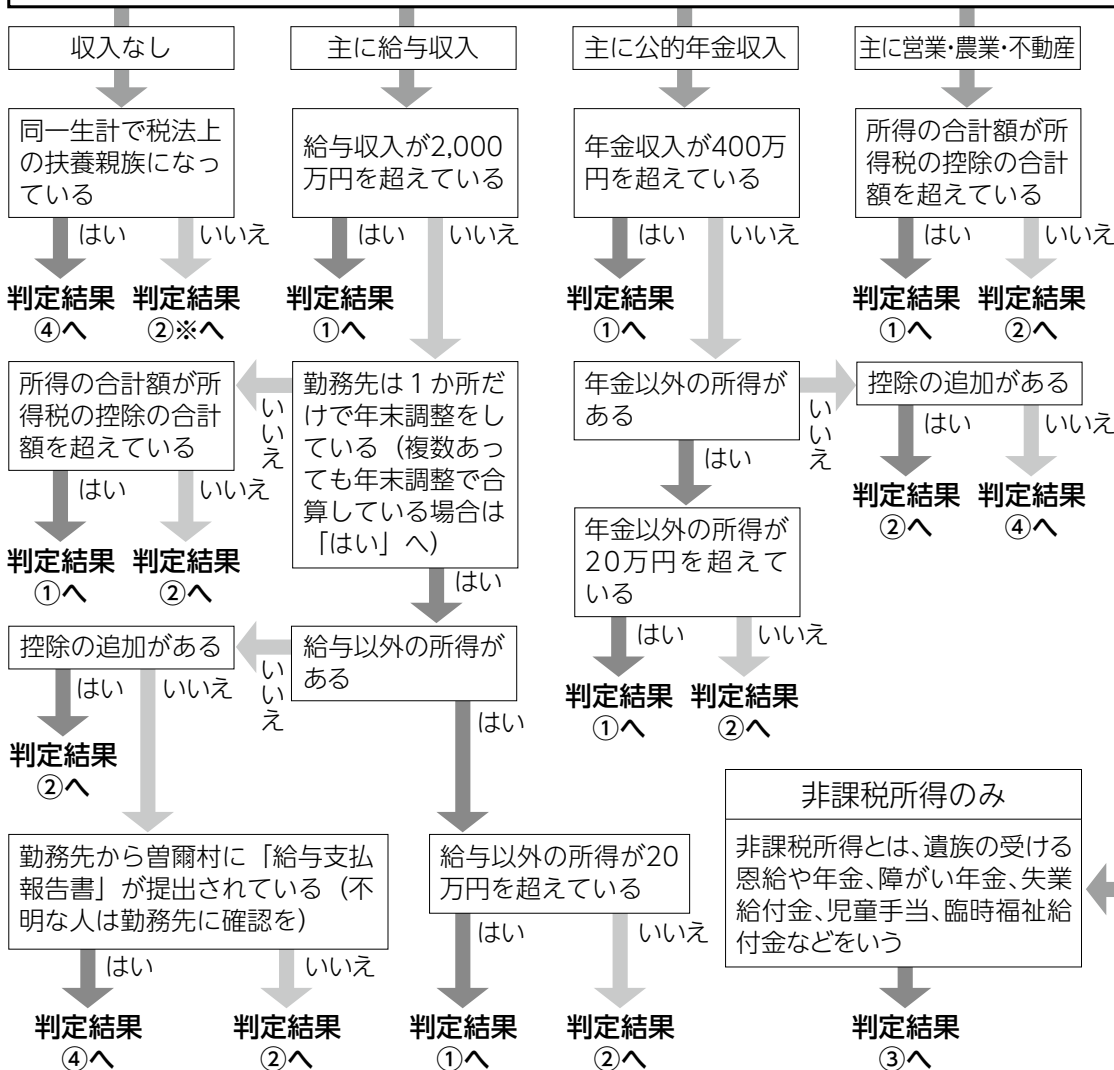 収入なし
主に給与収入
主に公的年金収入
主に営業・農業・不動産
同一生計で税法上
の扶養親族になっ
ている
はい
いいえ
判定結果
④へ
判定結果
②※へ
給与収入が2,000
万円を超えている
はい
いいえ
判定結果
①へ
年金収入が400万
円を超えている
はい
いいえ
判定結果
①へ
所得の合計額が所
得税の控除の合計
額を超えている
はい
いいえ
判定結果
①へ
判定結果
②へ
所得の合計額が所
得税の控除の合計
額を超えている
はい
いいえ
判定結果
①へ
判定結果
②へ
いいえ
勤務先は1か所だ
けで年末調整をし
ている（複数あっ
ても年末調整で合
算している場合は
「はい」へ）
はい
年金以外の所得が
ある
はい
いいえ
控除の追加がある
はい
いいえ
判定結果
②へ
判定結果
④へ
年金以外の所得が
20万円を超えて
いる
はい
いいえ
判定結果
①へ
判定結果
②へ
控除の追加がある
はい
いいえ
判定結果
②へ
いいえ
給与以外の所得が
ある
はい
勤務先から曽爾村に「給与支払
報告書」が提出されている（不
明な人は勤務先に確認を）
はい
いいえ
判定結果
④へ
判定結果
②へ
給与以外の所得が20
万円を超えている
はい
いいえ
判定結果
①へ
判定結果
②へ
非課税所得のみ
非課税所得とは、遺族の受ける
恩給や年金、障がい年金、失業
給付金、児童手当、臨時福祉給
付金などをいう
判定結果
③へ